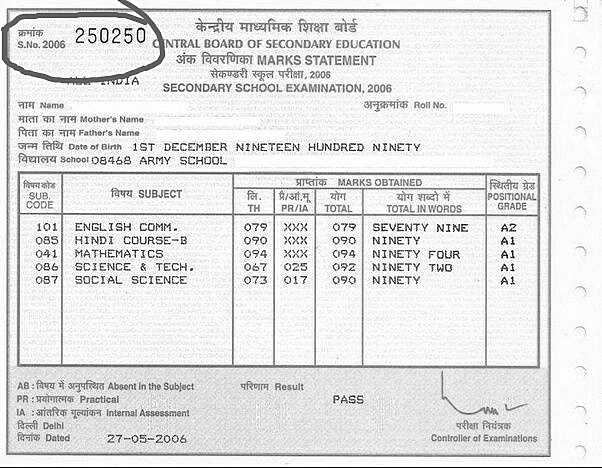 क्रमांक
S.No. 2006 250250
केन्द्रीय माध्यमिक शिक्षा बोर्ड
CENTRAL BOARD OF SECONDARY EDUCATION
अंक विवरणिका MARKS STATEMENT
सेकण्डरी स्कूल परीक्षा, 2006
ALL INDIA
SECONDARY SCHOOL EXAMINATION, 2006
नाम Name अनुक्रमांक Roll No.
माता का नाम Mother's Name
पिता का नाम Father's Name
जन्म तिथि Date of Birth 1ST DECEMBER NINETEEN HUNDRED NINETY
विद्यालय School 08468 ARMY SCHOOL
विषय कोड SUB. CODE विषय SUBJECT प्राप्तांक MARKS OBTAINED स्थितीय ग्रेड POSITIONAL GRADE
लि. TH प्रै/आं.मू PR/IA योग TOTAL योग शब्दो में TOTAL IN WORDS
101 ENGLISH COMM. 079 XXX 079 SEVENTY NINE A2
085 HINDI COURSE-B 090 XXX 090 NINETY A1
041 MATHEMATICS 094 XXX 094 NINETY FOUR A1
086 SCIENCE & TECH. 067 025 092 NINETY TWO A1
087 SOCIAL SCIENCE 073 017 090 NINETY A1
AB : विषय में अनुपस्थित Absent in the Subject परिणाम Result
PR : प्रयोगात्मक Practical PASS
IA : आंतरिक मूल्यांकन Internal Assessment
दिल्ली Delhi परीक्षा नियंत्रक
दिनांक Dated 27-05-2006 Controller of Examinations